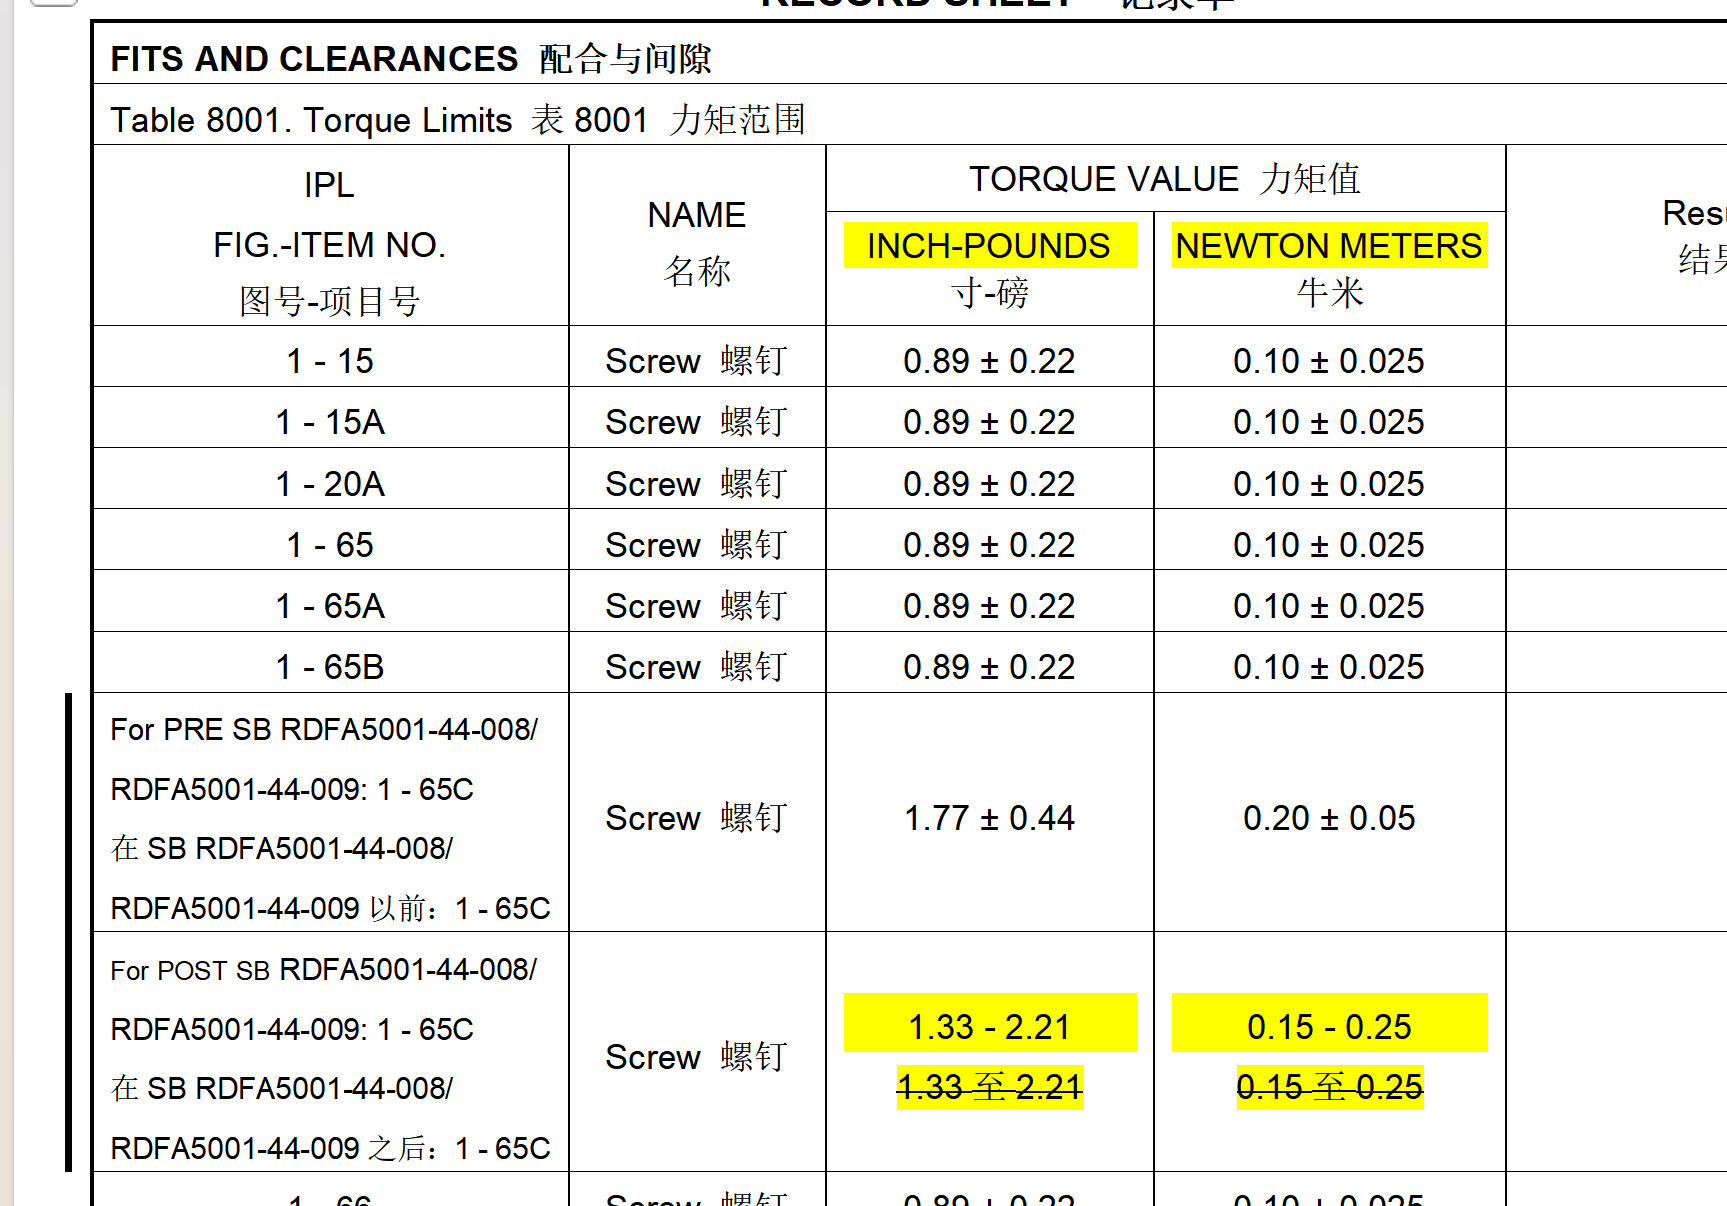 RECORD SHEET 记录单
FITS AND CLEARANCES 配合与间隙
Table 8001. Torque Limits 表 8001 力矩范围
IPL
FIG.-ITEM NO.
图号-项目号
NAME
名称
TORQUE VALUE 力矩值
INCH-POUNDS
寸-磅
NEWTON METERS
牛米
1 - 15 Screw 螺钉 0.89 ± 0.22 0.10 ± 0.025
1 - 15A Screw 螺钉 0.89 ± 0.22 0.10 ± 0.025
1 - 20A Screw 螺钉 0.89 ± 0.22 0.10 ± 0.025
1 - 65 Screw 螺钉 0.89 ± 0.22 0.10 ± 0.025
1 - 65A Screw 螺钉 0.89 ± 0.22 0.10 ± 0.025
1 - 65B Screw 螺钉 0.89 ± 0.22 0.10 ± 0.025
For PRE SB RDFA5001-44-008/
RDFA5001-44-009: 1 - 65C
在 SB RDFA5001-44-008/
RDFA5001-44-009 以前：1 - 65C
Screw 螺钉 1.77 ± 0.44 0.20 ± 0.05
For POST SB RDFA5001-44-008/
RDFA5001-44-009: 1 - 65C
在 SB RDFA5001-44-008/
RDFA5001-44-009 之后：1 - 65C
Screw 螺钉
1.33 - 2.21
1.33 至 2.21
0.15 - 0.25
0.15 至 0.25
1 - 66 Screw 螺钉 0.89 ± 0.22 0.10 ± 0.025